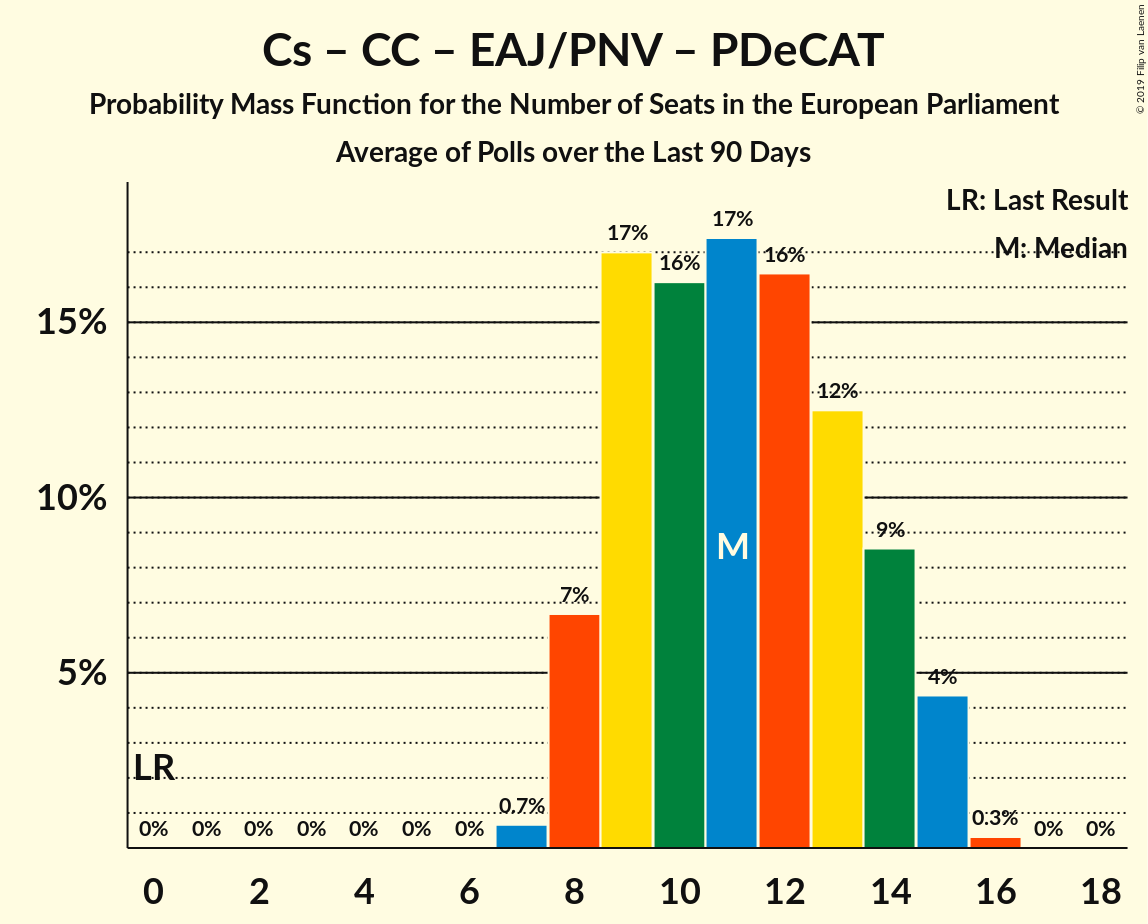 Cs – CC – EAJ/PNV – PDeCAT
Probability Mass Function for the Number of Seats in the European Parliament
Average of Polls over the Last 90 Days
© 2019 Filip van Laenen
LR: Last Result
M: Median
15%
10%
5%
LR
0% 0% 0% 0% 0% 0% 0% 0.7% 7% 17% 16% 17% 16% 12% 9% 4% 0.3% 0% 0%
M
0 2 4 6 8 10 12 14 16 18